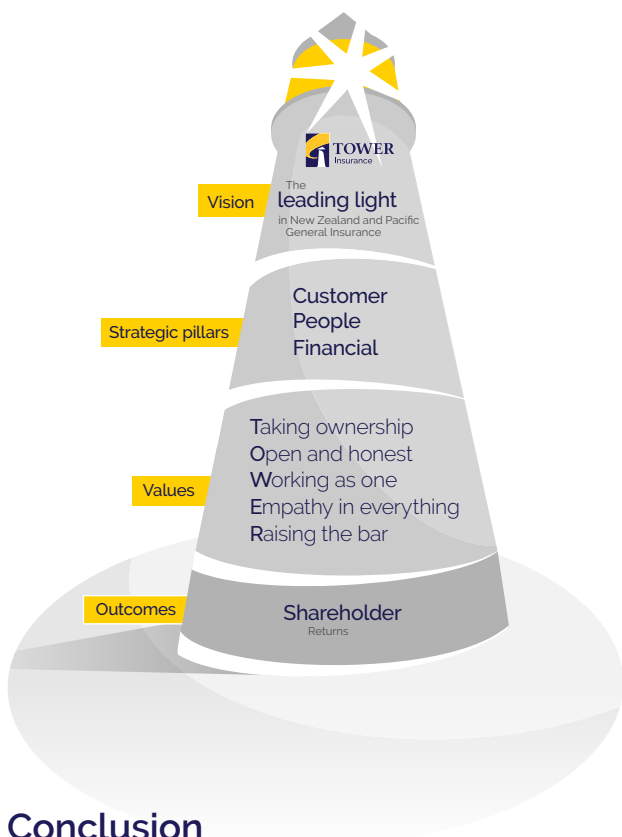 TOWER
Insurance
Vision
The
leading light
in New Zealand and Pacific
General Insurance
Strategic pillars
Customer
People
Financial
Values
Taking ownership
Open and honest
Working as one
Empathy in everything
Raising the bar
Outcomes
Shareholder
Returns
Conclusion